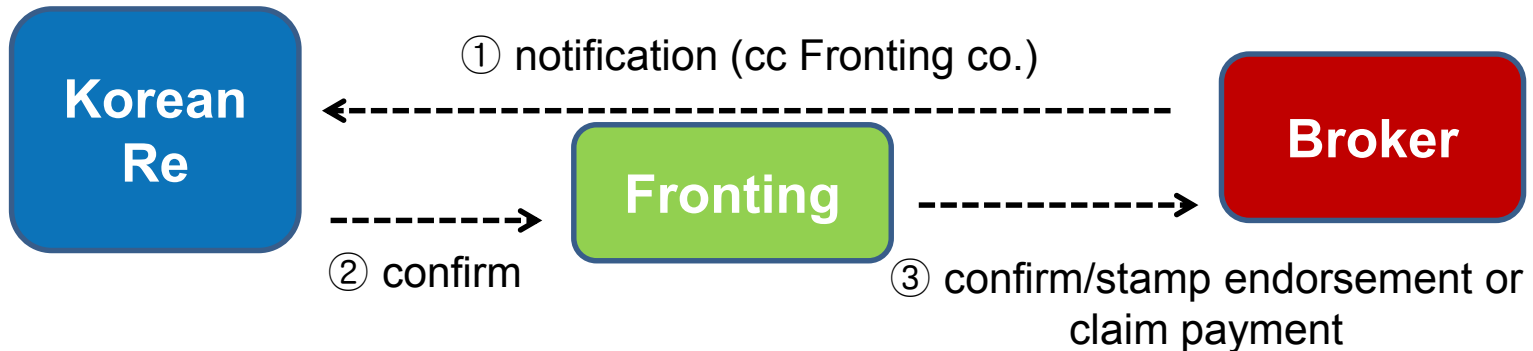 ① notification (cc Fronting co.)
Korean
Re
Broker
Fronting
② confirm
③ confirm/stamp endorsement or
claim payment